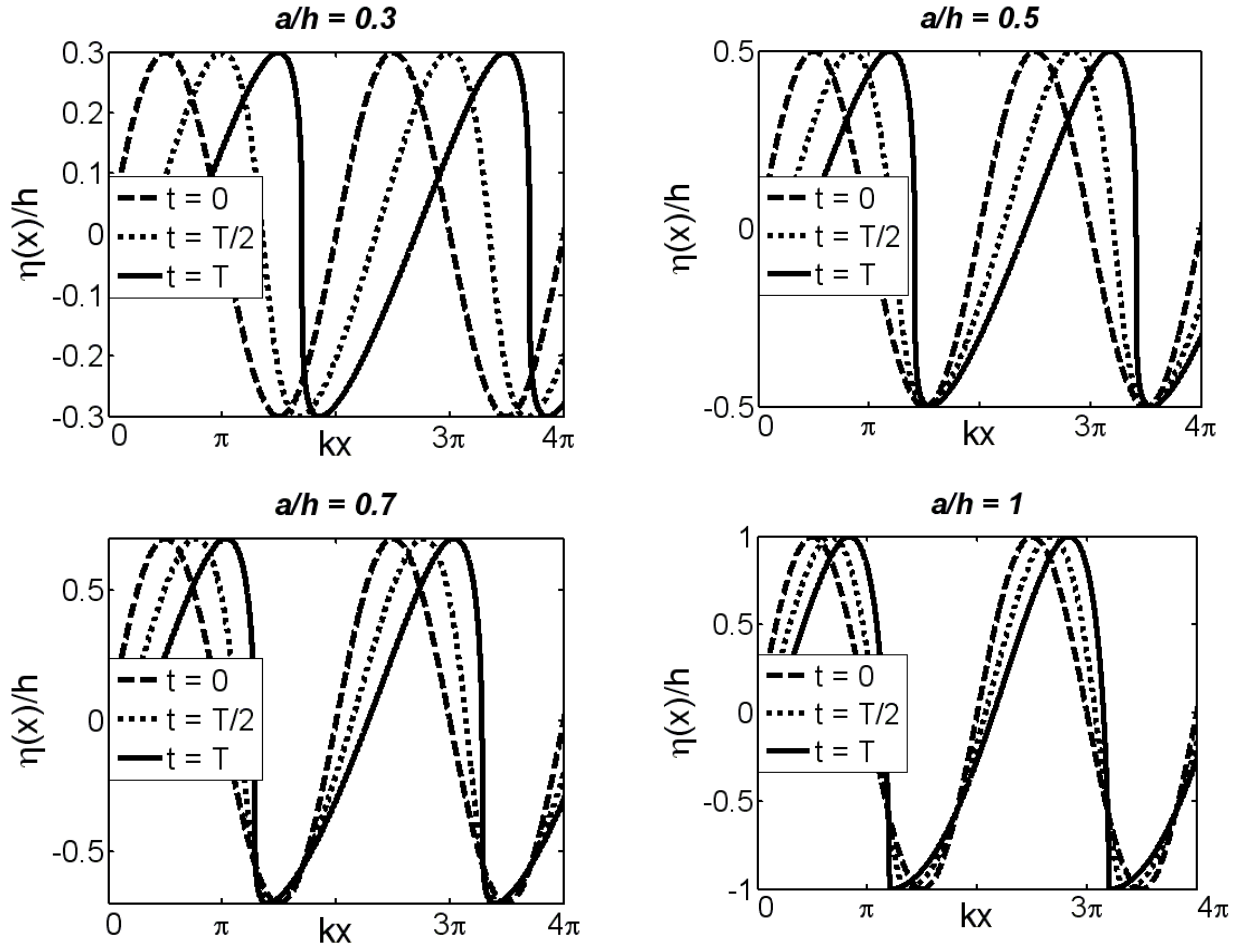 a/h = 0.3
0.3
0.2
0.1
0
-0.1
-0.2
-0.3
η(x)/h
t = 0
t = T/2
t = T
0 π 3π 4π
kx
a/h = 0.5
0.5
0
-0.5
η(x)/h
t = 0
t = T/2
t = T
0 π 3π 4π
kx
a/h = 0.7
0.5
0
-0.5
η(x)/h
t = 0
t = T/2
t = T
0 π 3π 4π
kx
a/h = 1
1
0.5
0
-0.5
-1
η(x)/h
t = 0
t = T/2
t = T
0 π 3π 4π
kx